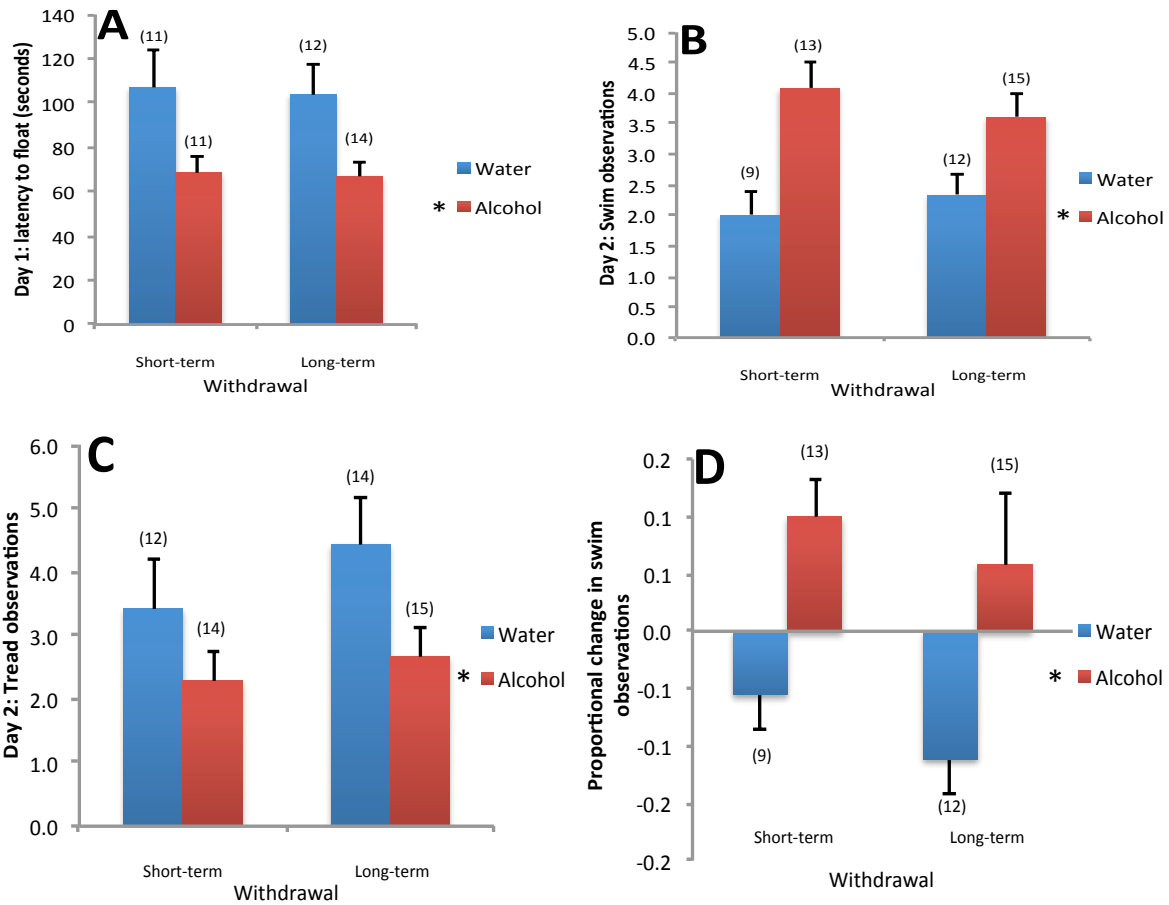 A
Day 1: latency to float (seconds)
140
120
100
80
60
40
20
0
(11)
(11)
(12)
(14)
Water
* Alcohol
Short-term
Long-term
Withdrawal
B
Day 2: Swim observations
5.0
4.5
4.0
3.5
3.0
2.5
2.0
1.5
1.0
0.5
0.0
(9)
(13)
(12)
(15)
Water
* Alcohol
Short-term
Long-term
Withdrawal
C
Day 2: Tread observations
6.0
5.0
4.0
3.0
2.0
1.0
0.0
(12)
(14)
(14)
(15)
Water
* Alcohol
Short-term
Long-term
Withdrawal
D
Proportional change in swim
observations
0.2
0.1
0.1
0.0
-0.1
-0.1
-0.2
-0.2
(9)
(13)
(12)
(15)
Water
* Alcohol
Short-term
Long-term
Withdrawal